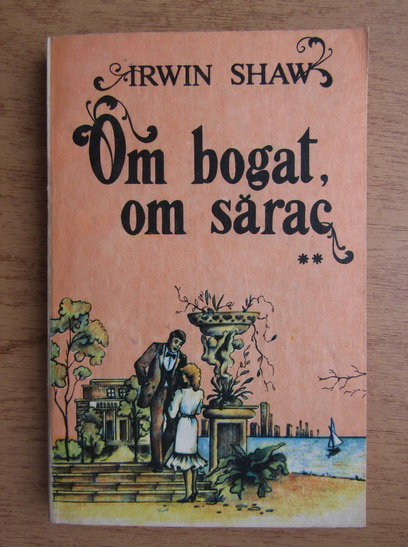 IRWIN SHAW
Om bogat,
om sărac
**